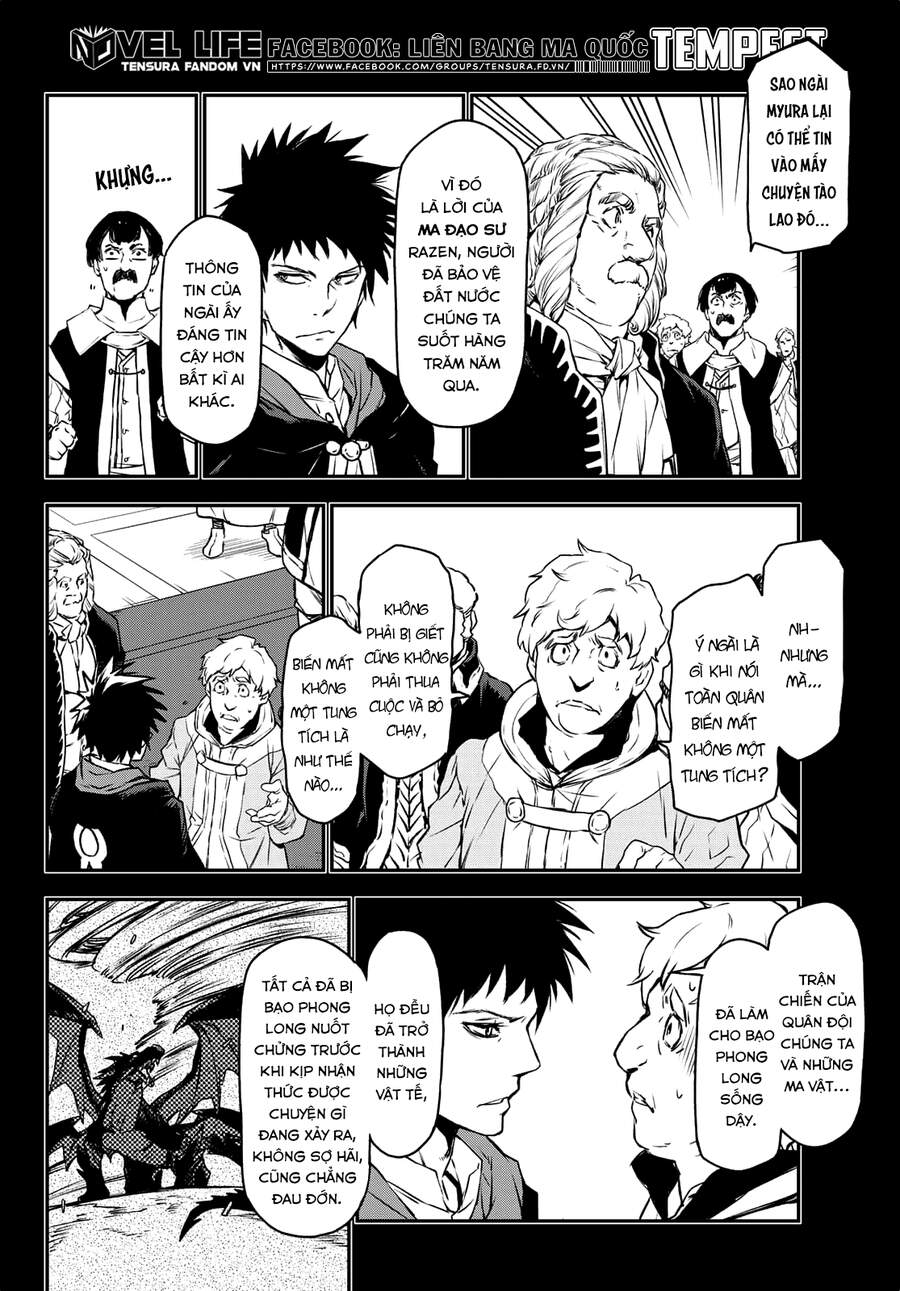 NOVEL LIFE
TENSURA FANDOM VN
FACEBOOK: LIÊN BANG MA QUỐC
HTTPS://WWW.FACEBOOK.COM/GROUPS/TENSURA.FD.VN/
TEMPEST
SAO NGÀI
MYURA LẠI
CÓ THỂ TIN
VÀO MẤY
CHUYỆN TÀO
LAO ĐÓ...
VÌ ĐÓ
LÀ LỜI CỦA
MA ĐẠO SƯ
RAZEN, NGƯỜI
ĐÃ BẢO VỆ
ĐẤT NƯỚC
CHÚNG TA
SUỐT HÀNG
TRĂM NĂM
QUA.
THÔNG
TIN CỦA
NGÀI ẤY
ĐÁNG TIN
CẬY HƠN
BẤT KÌ AI
KHÁC.
KHỰNG...
NH-
NHƯNG
MÀ...
Ý NGÀI LÀ
GÌ KHI NÓI
TOÀN QUÂN
BIẾN MẤT
KHÔNG MỘT
TUNG TÍCH?
KHÔNG
PHẢI BỊ GIẾT
CŨNG KHÔNG
PHẢI THUA
CUỘC VÀ BỎ
CHẠY,
BIẾN MẤT
KHÔNG
MỘT TUNG
TÍCH LÀ
NHƯ THẾ
NÀO...
TRẬN
CHIẾN CỦA
QUÂN ĐỘI
CHÚNG TA
VÀ NHỮNG
MA VẬT...
ĐÃ LÀM
CHO BẠO
PHONG
LONG
SỐNG
DẬY.
HỌ ĐỀU
ĐÃ TRỞ
THÀNH
NHỮNG
VẬT TẾ,
TẤT CẢ ĐÃ BỊ
BẠO PHONG
LONG NUỐT
CHỬNG TRƯỚC
KHI KỊP NHẬN
THỨC ĐƯỢC
CHUYỆN GÌ
ĐANG XẢY RA,
KHÔNG SỢ HÃI,
CŨNG CHẲNG
ĐAU ĐỚN.